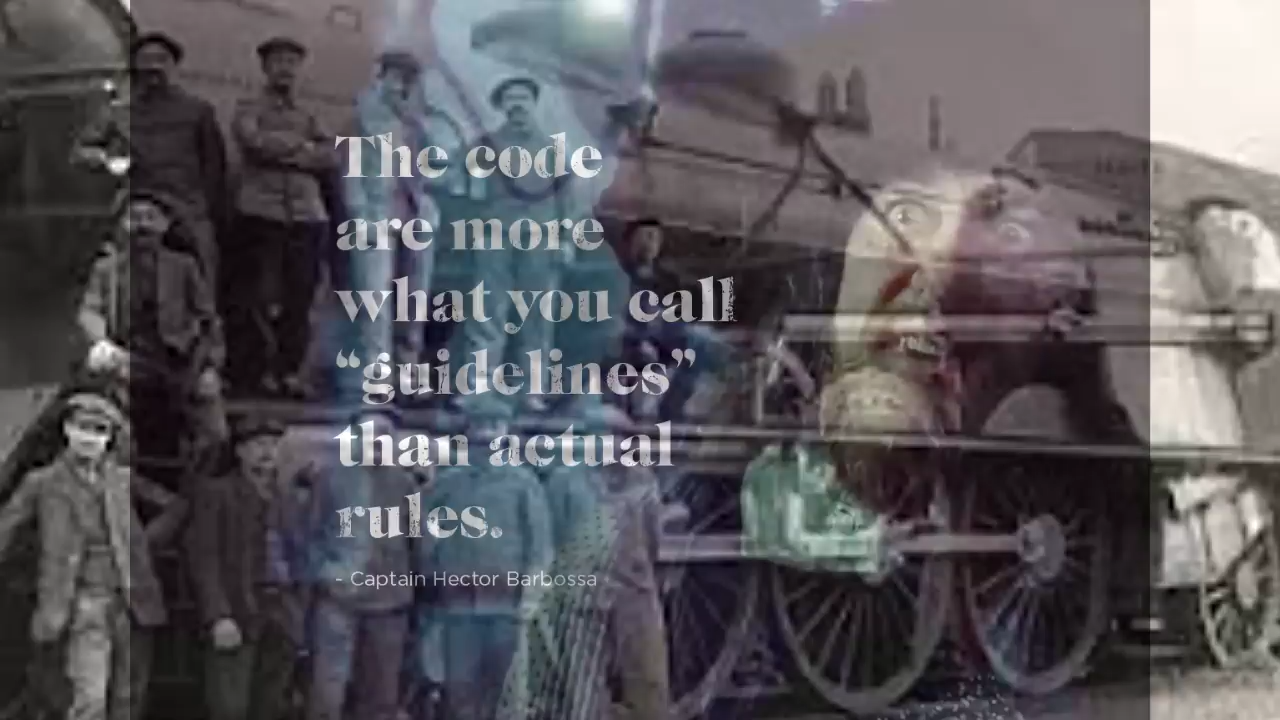 The code
are more
what you call
“guidelines”
than actual
rules.
- Captain Hector Barbossa